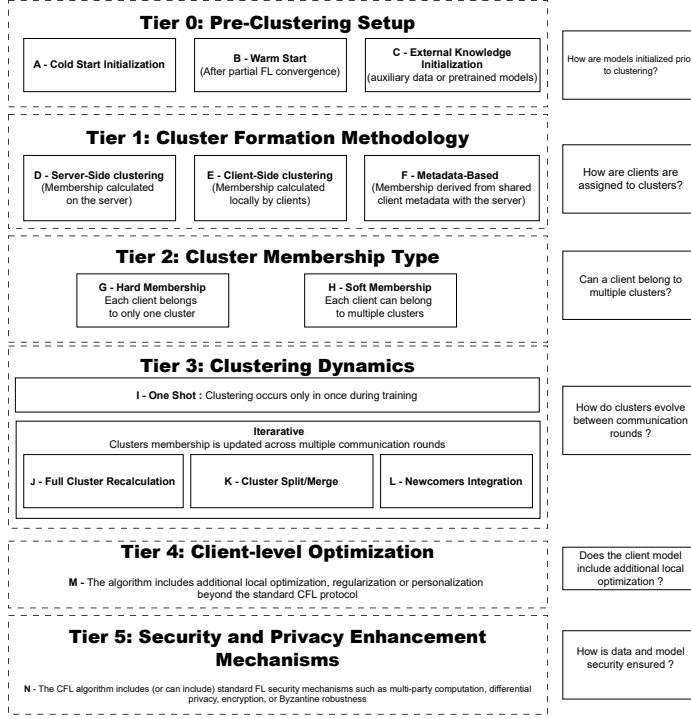 Tier 0: Pre-Clustering Setup
A - Cold Start Initialization
B - Warm Start
(After partial FL convergence)
C - External Knowledge
Initialization
(auxiliary data or pretrained models)
How are models initialized prio
to clustering?
Tier 1: Cluster Formation Methodology
D - Server-Side clustering
(Membership calculated
on the server)
E - Client-Side clustering
(Membership calculated
locally by clients)
F - Metadata-Based
(Membership derived from shared
client metadata with the server)
How are clients are
assigned to clusters?
Tier 2: Cluster Membership Type
G - Hard Membership
Each client belongs
to only one cluster
H - Soft Membership
Each client can belong
to multiple clusters
Can a client belong to
multiple clusters?
Tier 3: Clustering Dynamics
I - One Shot : Clustering occurs only in once during training
Iterarative
Clusters membership is updated across multiple communication rounds
J - Full Cluster Recalculation
K - Cluster Split/Merge
L - Newcomers Integration
How do clusters evolve
between communication
rounds ?
Tier 4: Client-level Optimization
M - The algorithm includes additional local optimization, regularization or personalization
beyond the standard CFL protocol
Does the client model
include additional local
optimization ?
Tier 5: Security and Privacy Enhancement
Mechanisms
N - The CFL algorithm includes (or can include) standard FL security mechanisms such as multi-party computation, differential
privacy, encryption, or Byzantine robustness
How is data and model
security ensured ?